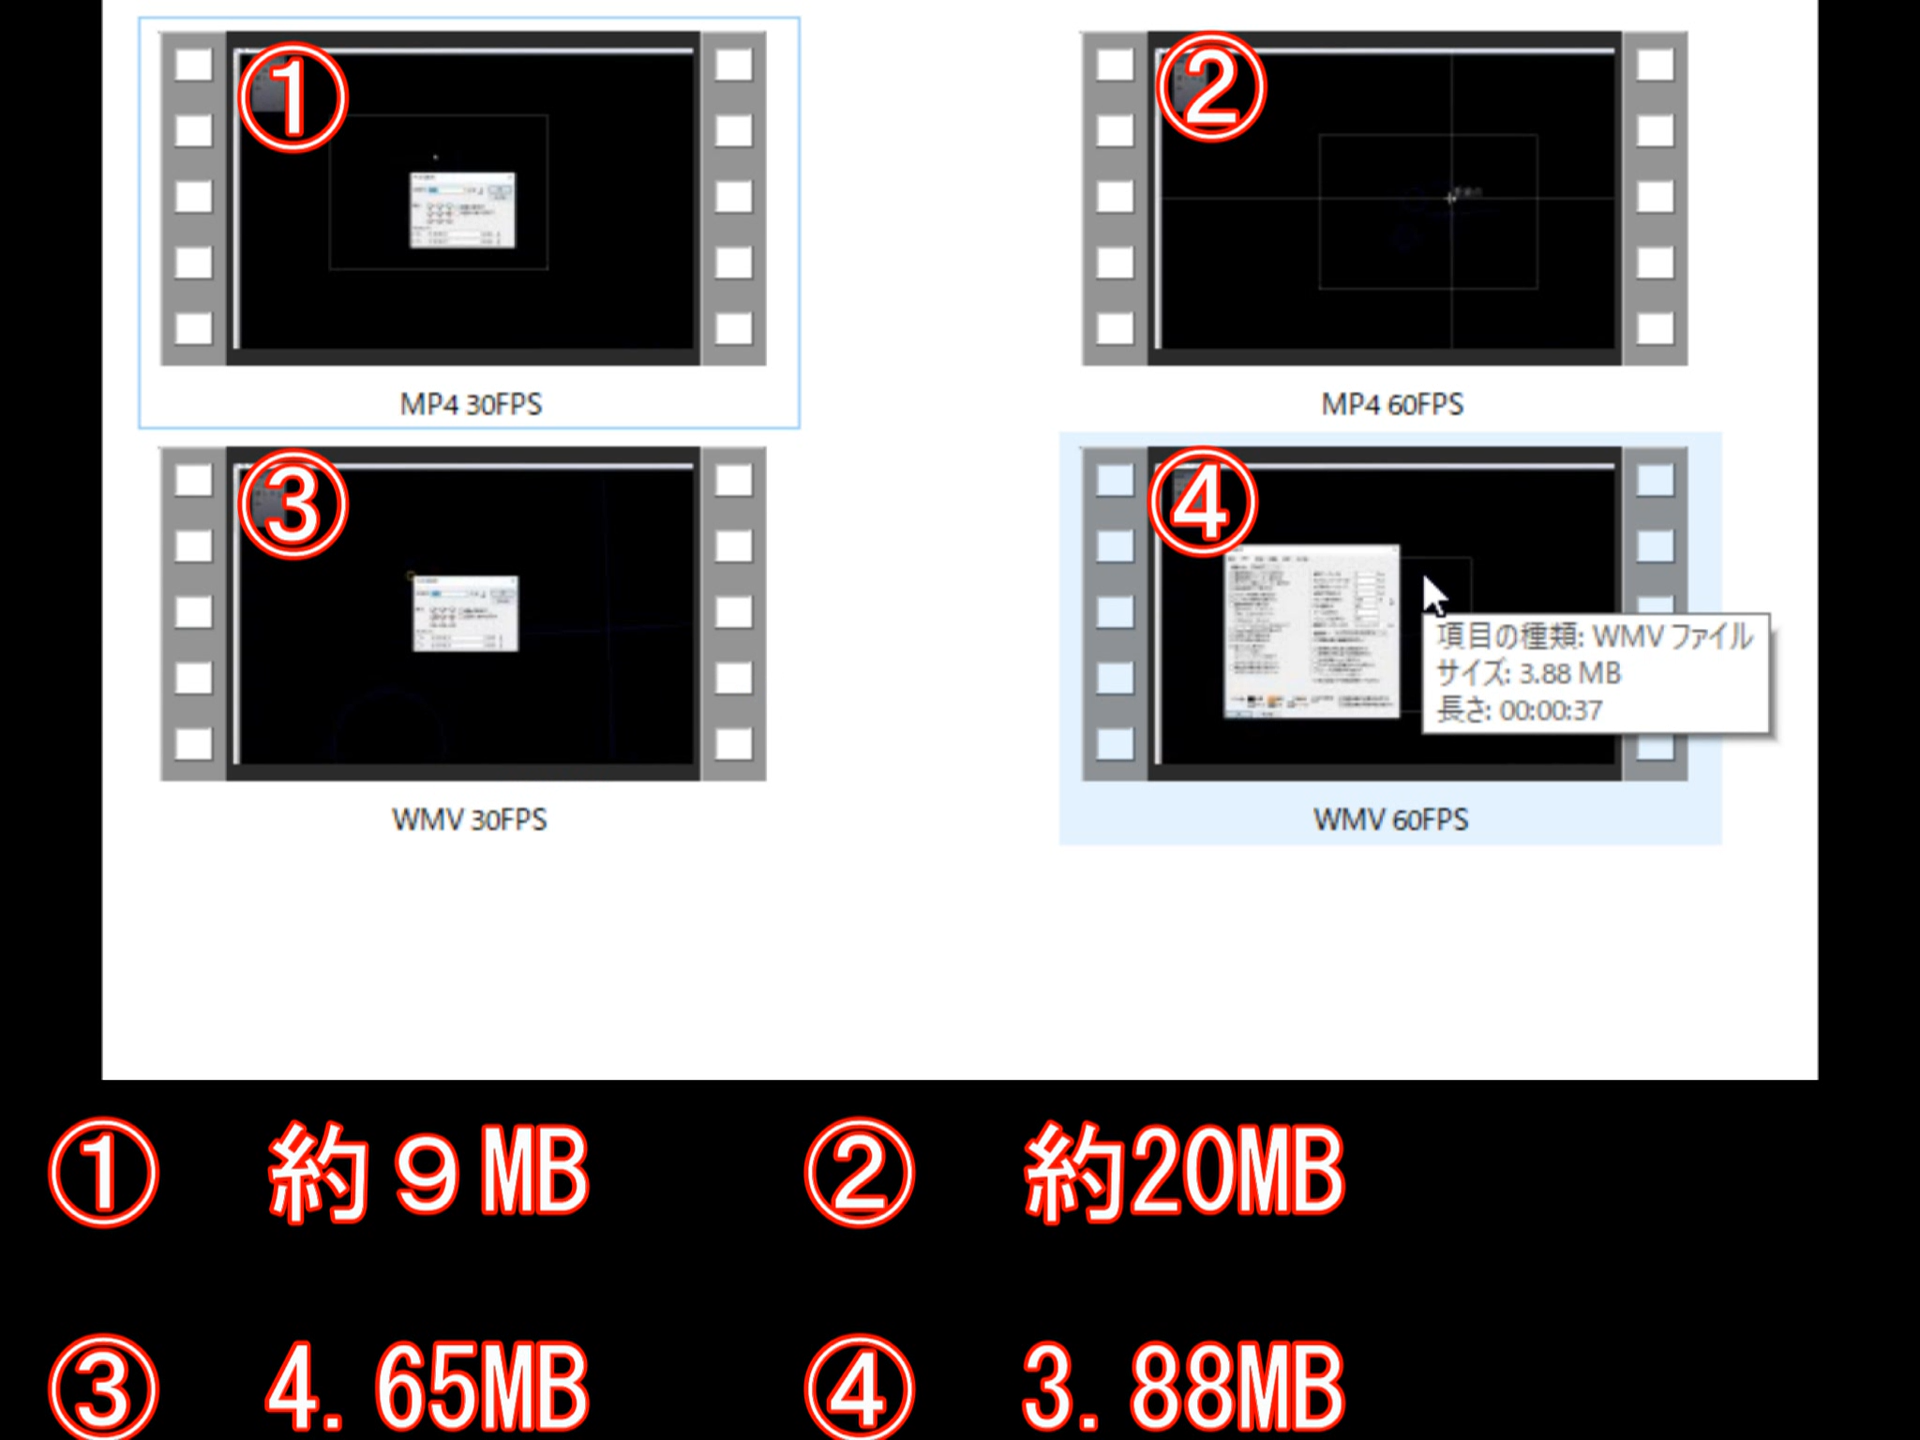 ①
②
MP4 30FPS
MP4 60FPS
③
④
項目の種類: WMV ファイル
サイズ: 3.88 MB
長さ: 00:00:37
WMV 30FPS
WMV 60FPS
① 約９MB ② 約20MB
③ 4.65MB ④ 3.88MB